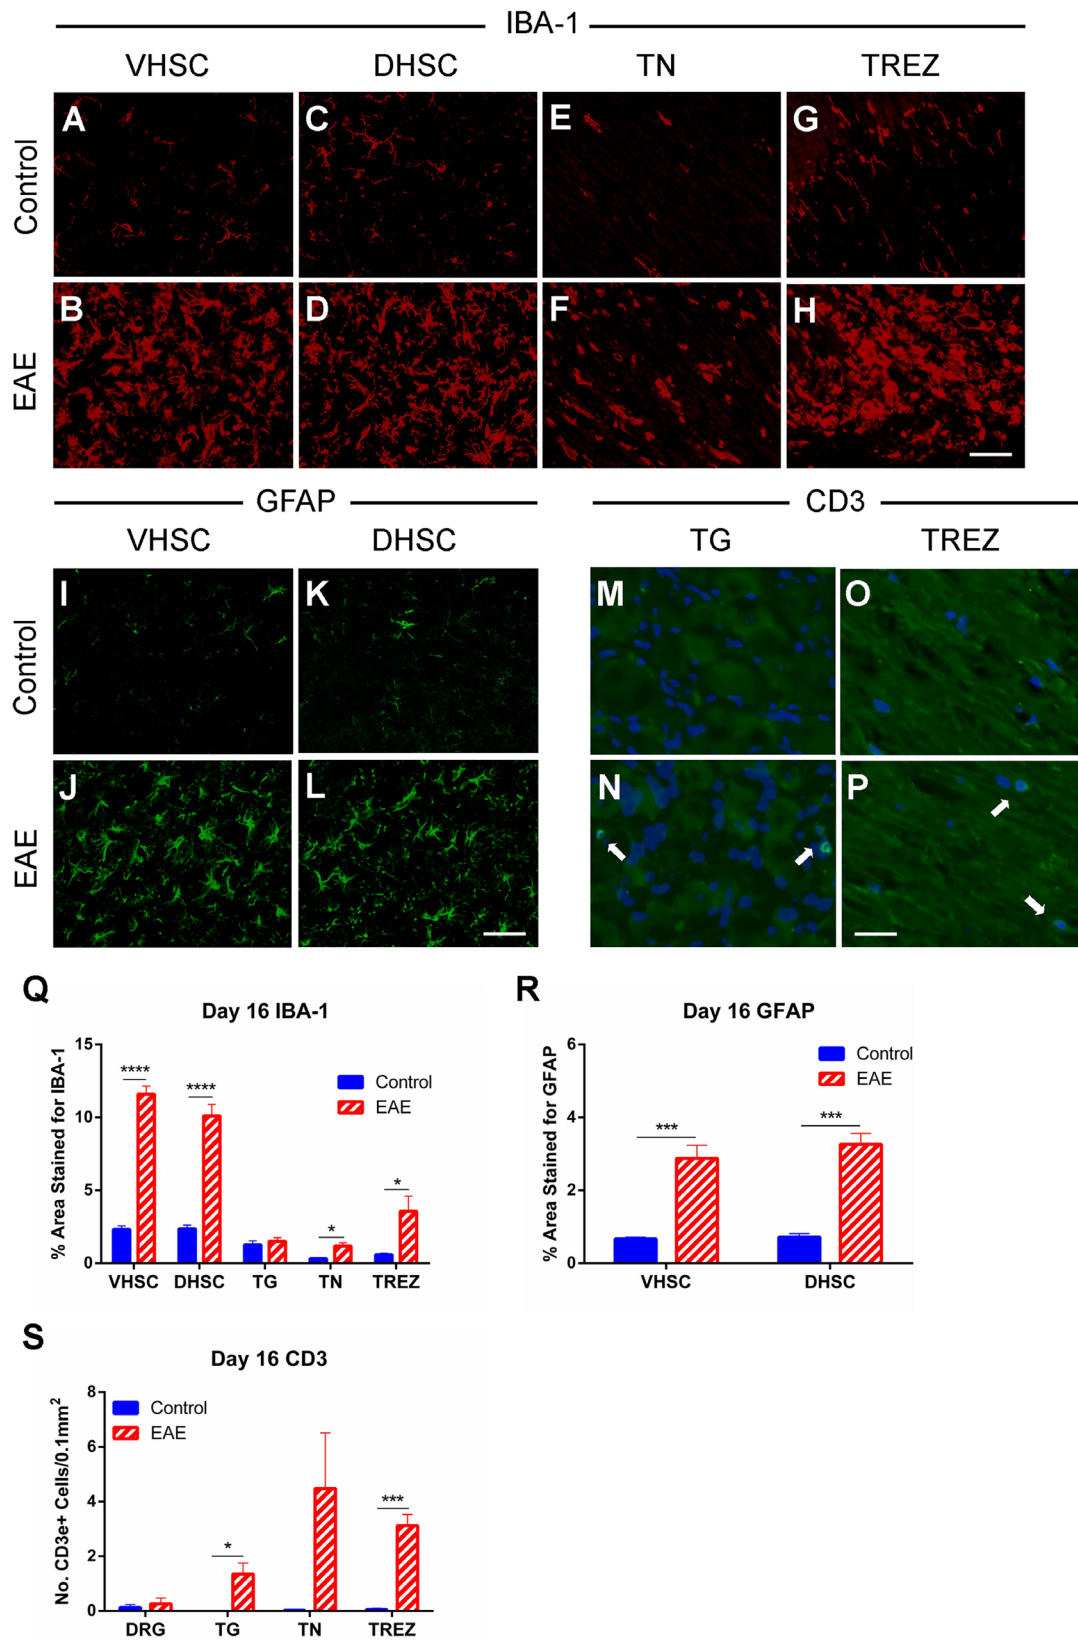 IBA-1
VHSC DHSC TN TREZ
Control
A C E G
EAE
B D F H
GFAP CD3
VHSC DHSC TG TREZ
Control
I K M O
EAE
J L N P
Q
Day 16 IBA-1
% Area Stained for IBA-1
15
10
5
0
**** **** * *
Control
EAE
VHSC DHSC TG TN TREZ
R
Day 16 GFAP
% Area Stained for GFAP
6
4
2
0
*** ***
Control
EAE
VHSC DHSC
S
Day 16 CD3
No. CD3e+ Cells/0.1mm²
8
6
4
2
0
Control
EAE
* ***
DRG TG TN TREZ